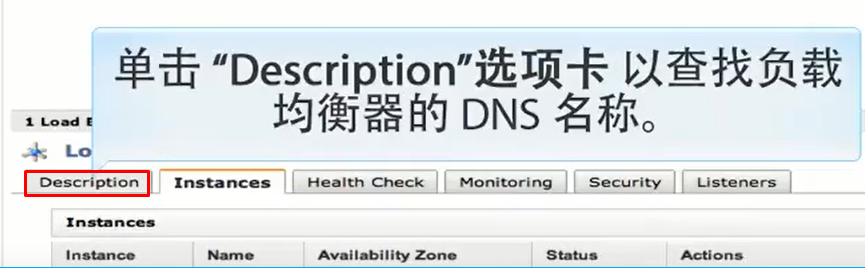 单击 “Description”选项卡 以查找负载
均衡器的 DNS 名称。
1 Load
Lo
Description Instances Health Check Monitoring Security Listeners
Instances
Instance Name Availability Zone Status Actions